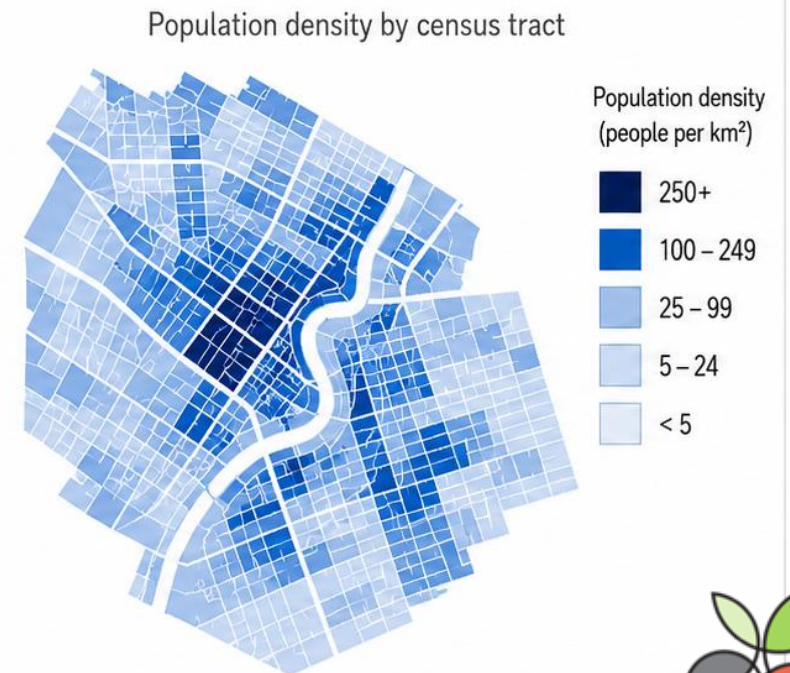 Population density by census tract
Population density
(people per km²)
250+
100 – 249
25 – 99
5 – 24
< 5